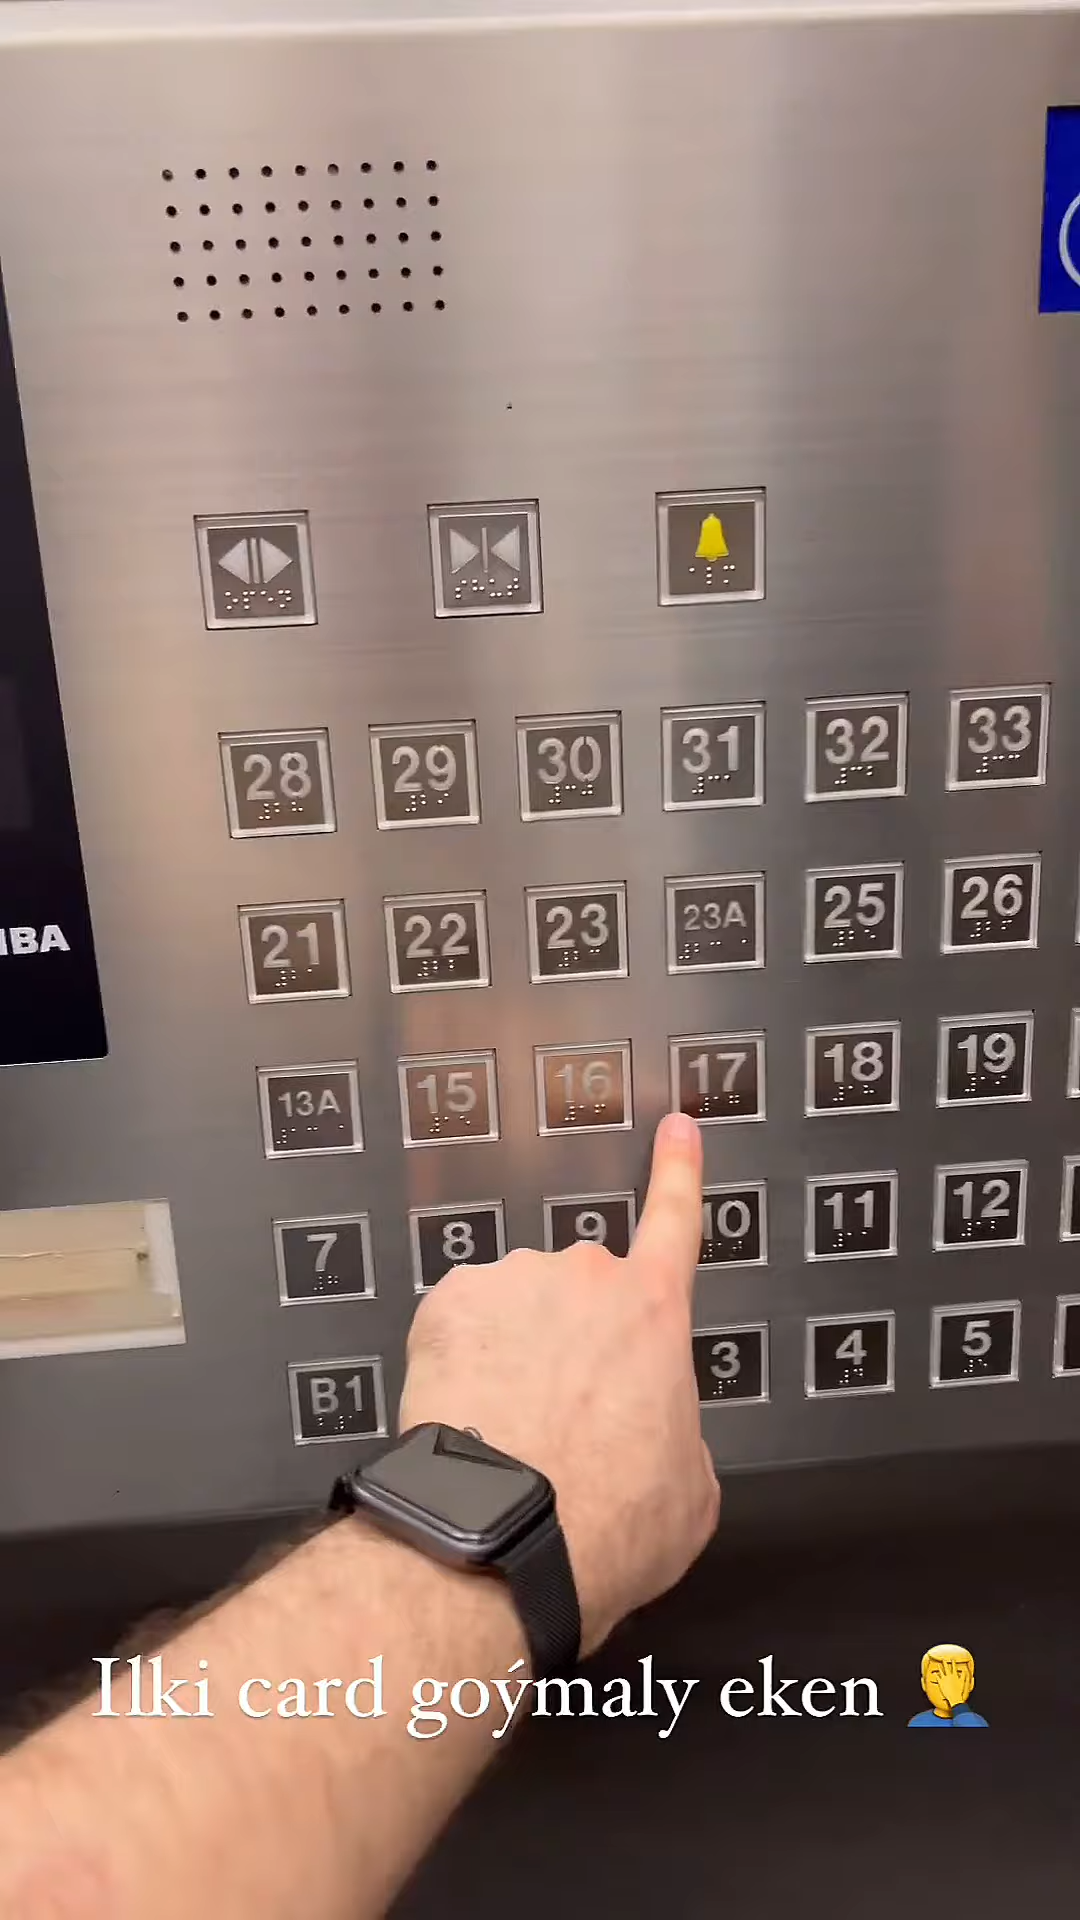 28 29 30 31 32 33
21 22 23 23A 25 26
IBA
13A 15 16 17 18 19
7 8 9 10 11 12
B1 3 4 5
Ilki card goýmaly eken 🤦‍♂️